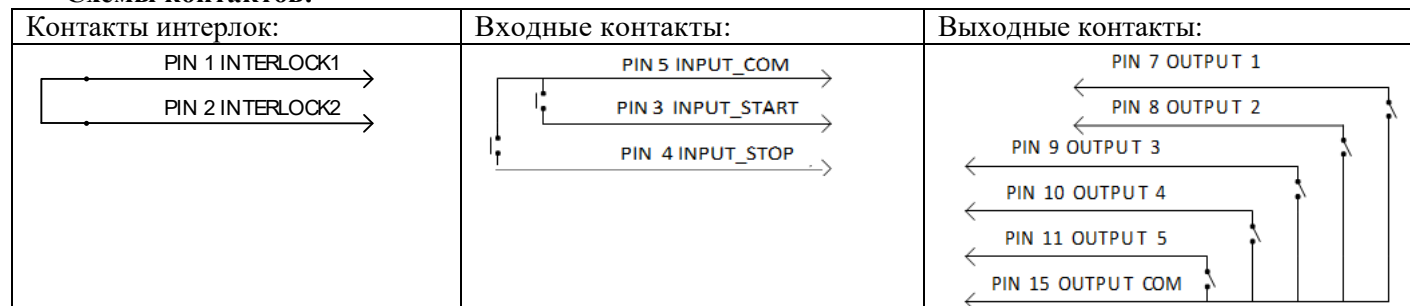 Схемы контактов:
Контакты интерлок:
PIN 1 INTERLOCK1
PIN 2 INTERLOCK2
Входные контакты:
PIN 5 INPUT_COM
PIN 3 INPUT_START
PIN 4 INPUT_STOP
Выходные контакты:
PIN 7 OUTPUT 1
PIN 8 OUTPUT 2
PIN 9 OUTPUT 3
PIN 10 OUTPUT 4
PIN 11 OUTPUT 5
PIN 15 OUTPUT COM